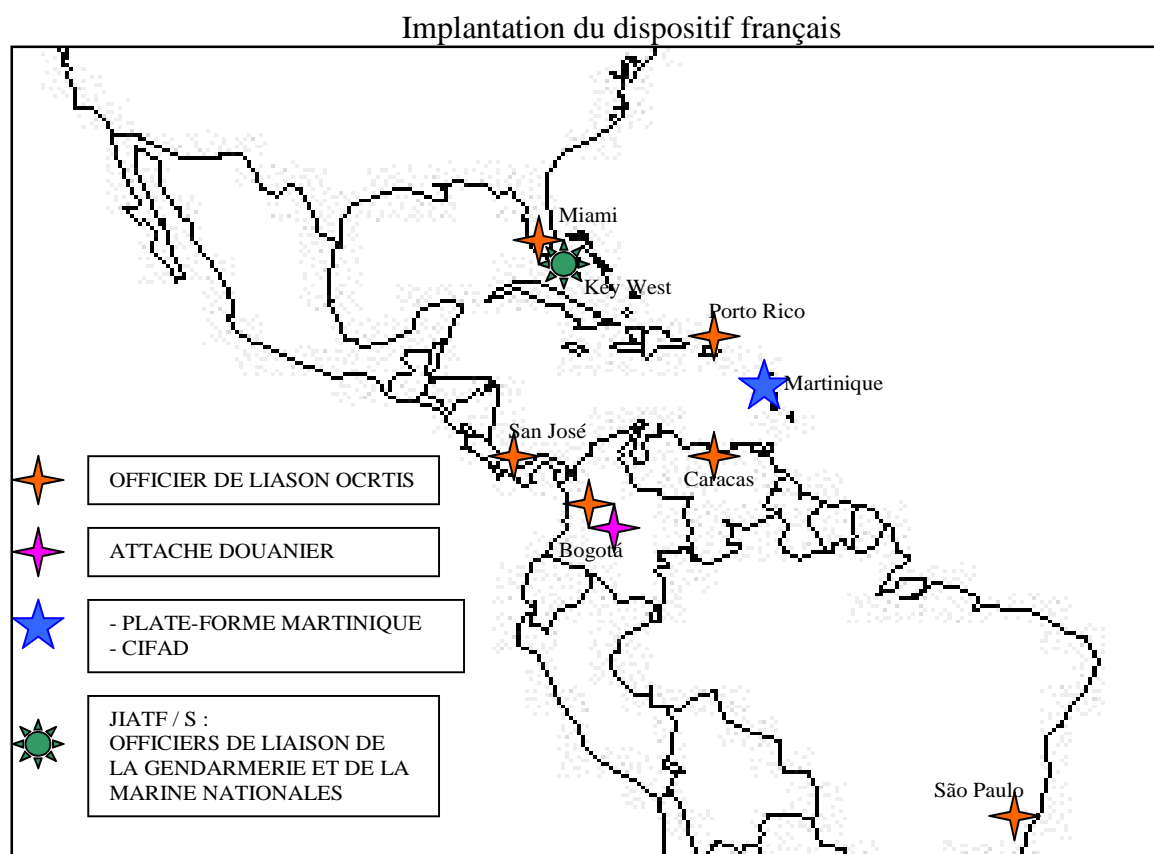 Implantation du dispositif français
Miami
Key West
Porto Rico
Martinique
San José
Caracas
Bogotá
OFFICIER DE LIASON OCRTIS
ATTACHE DOUANIER
- PLATE-FORME MARTINIQUE
- CIFAD
JIATF / S :
OFFICIERS DE LIAISON DE
LA GENDARMERIE ET DE LA
MARINE NATIONALES
São Paulo